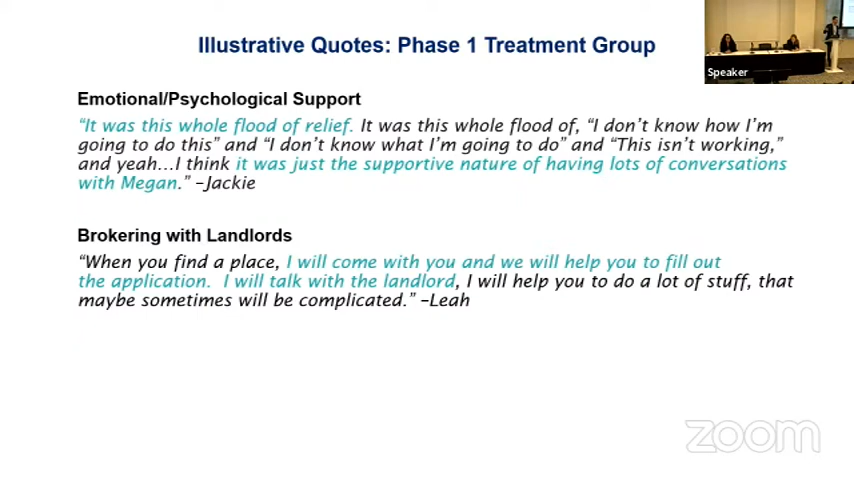 Illustrative Quotes: Phase 1 Treatment Group
Speaker
Emotional/Psychological Support
“It was this whole flood of relief. It was this whole flood of, “I don’t know how I’m
going to do this” and “I don’t know what I’m going to do” and “This isn’t working,”
and yeah…I think it was just the supportive nature of having lots of conversations
with Megan.” –Jackie
Brokering with Landlords
“When you find a place, I will come with you and we will help you to fill out
the application.  I will talk with the landlord, I will help you to do a lot of stuff, that
maybe sometimes will be complicated.” –Leah
zoom